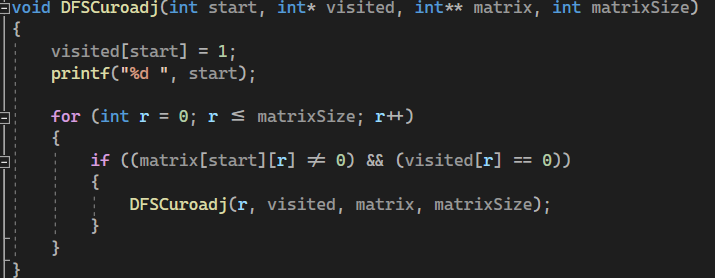 void DFSCuroadj(int start, int* visited, int** matrix, int matrixSize)
{
visited[start] = 1;
printf("%d ", start);
for (int r = 0; r ≤ matrixSize; r++)
{
if ((matrix[start][r] ≠ 0) && (visited[r] == 0))
{
DFSCuroadj(r, visited, matrix, matrixSize);
}
}
}